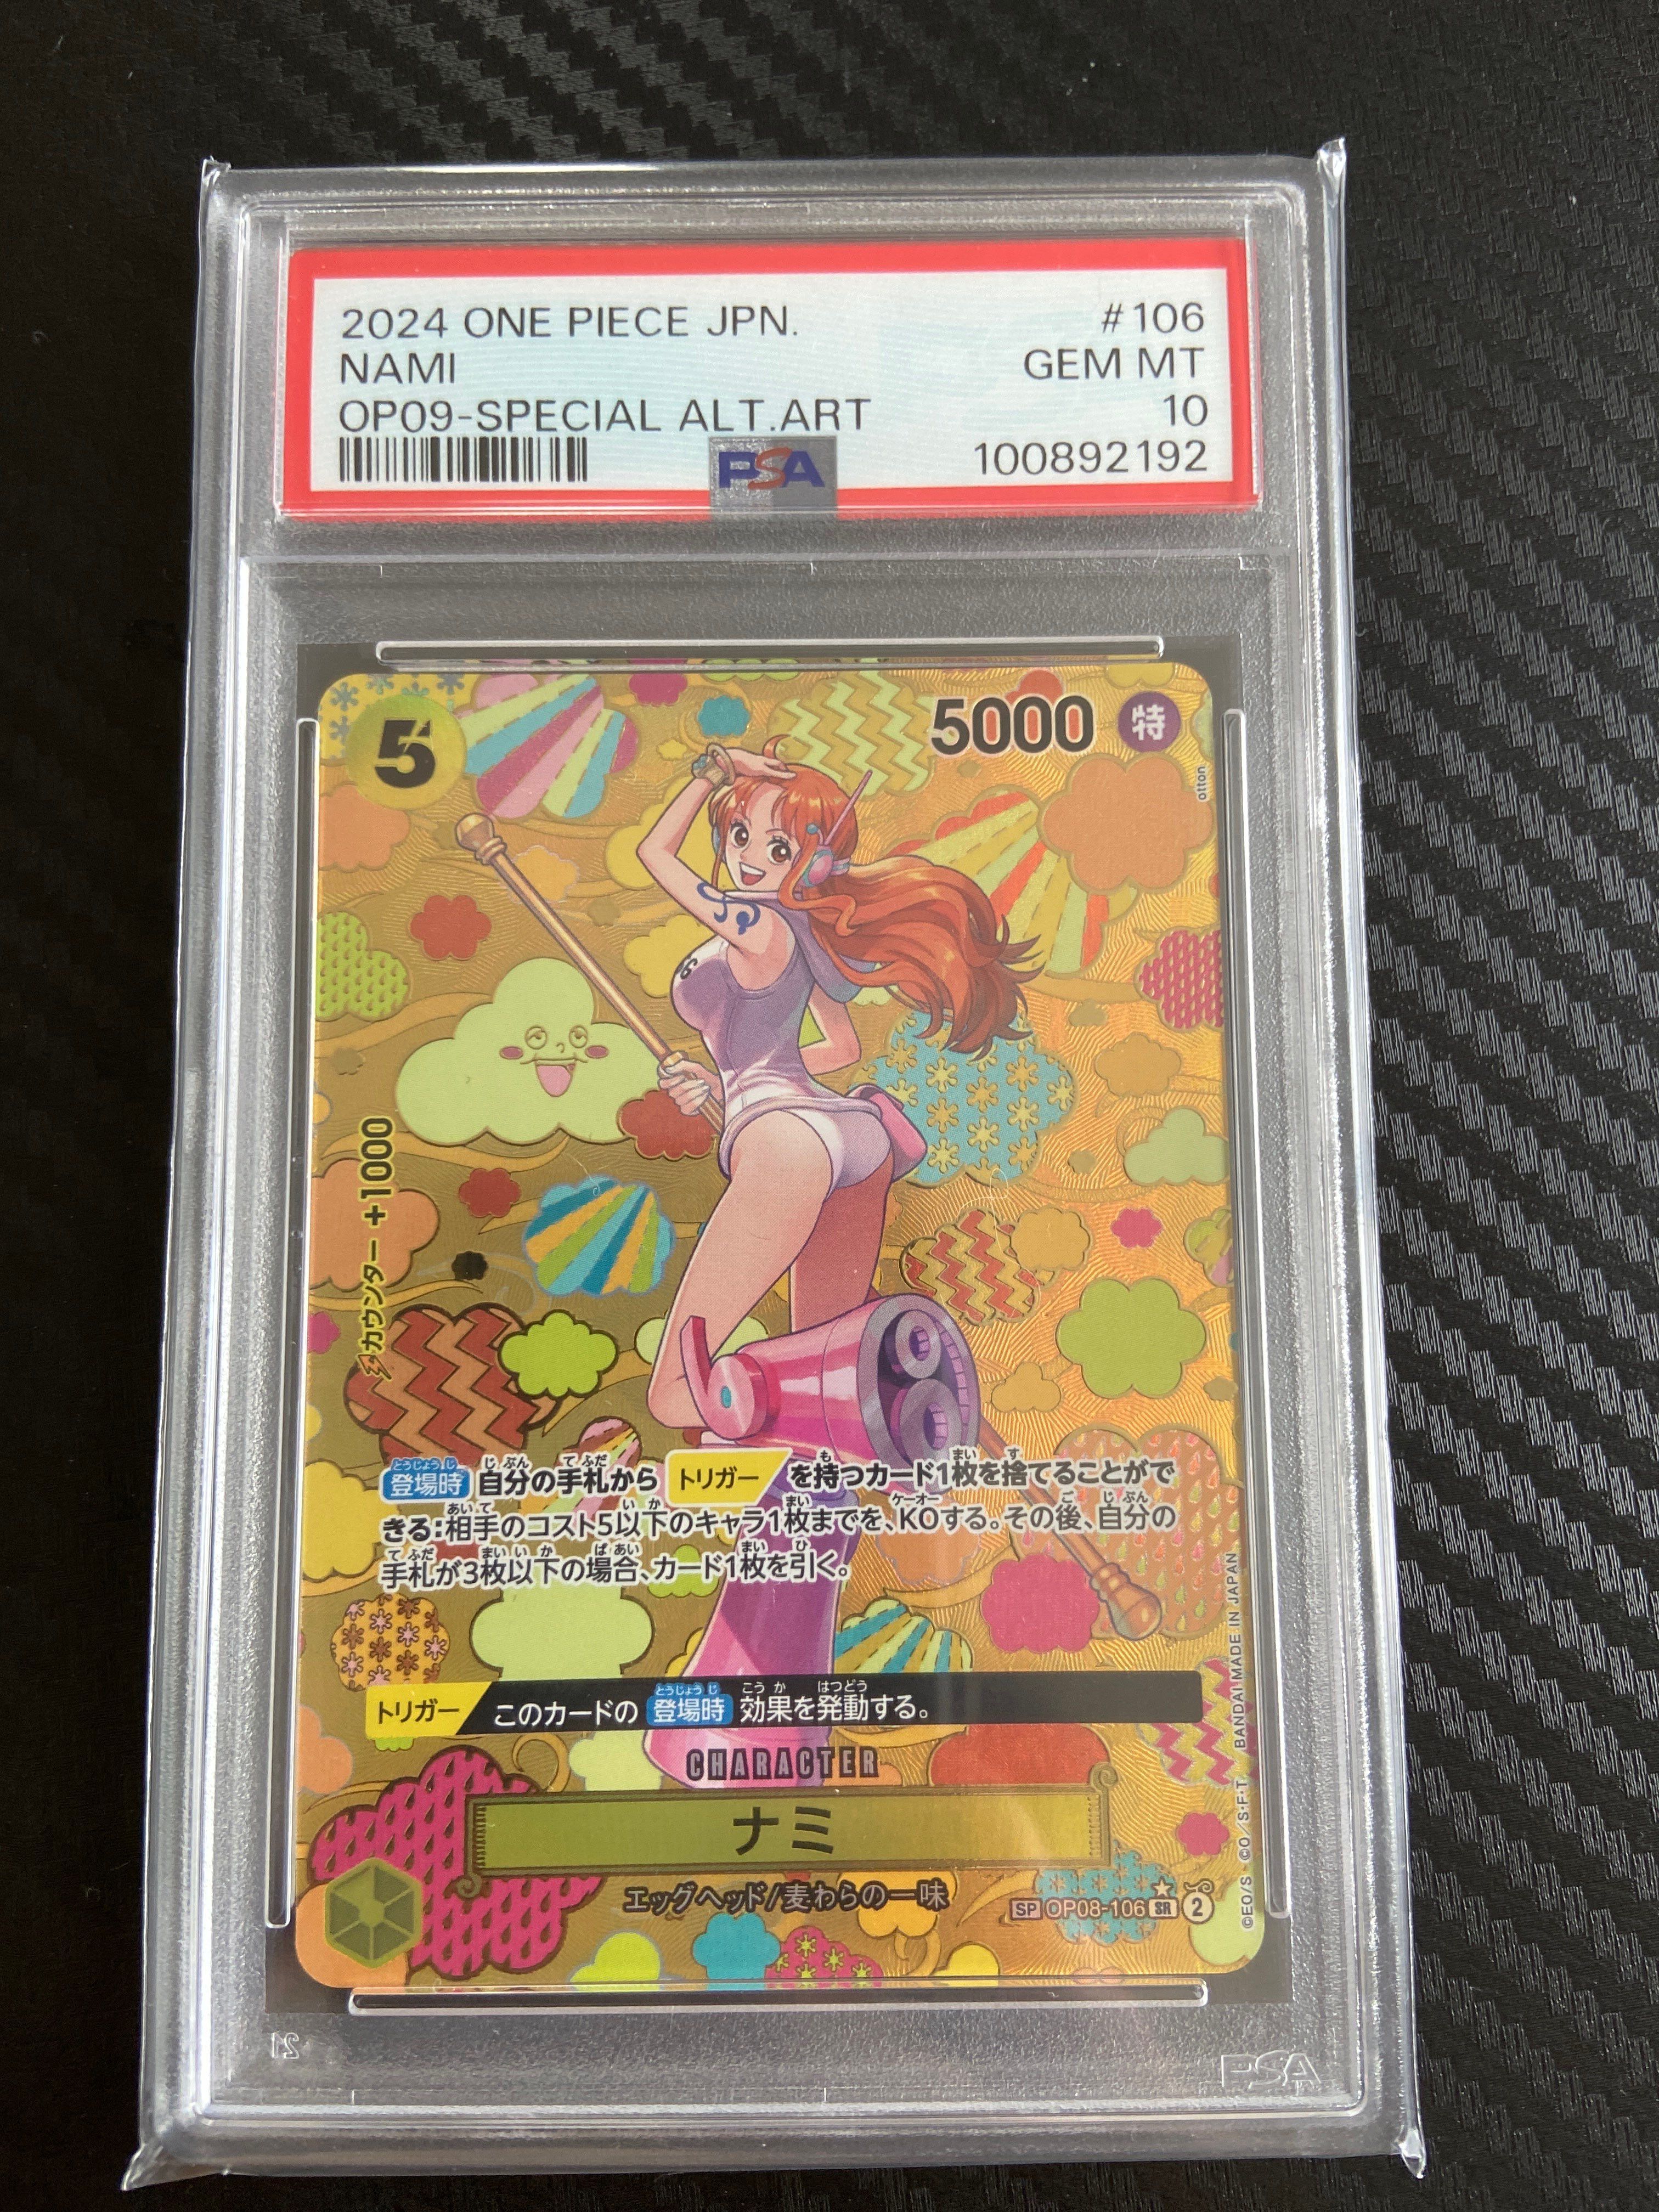 2024 ONE PIECE JPN. #106
NAMI GEM MT
OP09-SPECIAL ALT.ART 10
PSA 100892192
5 5000 特
otton
カウンター +1000
登場時 自分の手札から トリガー を持つカード1枚を捨てることがで
きる:相手のコスト5以下のキャラ1枚までを、KOする。その後、自分の
手札が3枚以下の場合、カード1枚を引く。
トリガー このカードの 登場時 効果を発動する。
CHARACTER
ナミ
エッグヘッド/麦わらの一味
SP OP08-106 SR 2
©EO/S ©O/S・F・T BANDAI MADE IN JAPAN
21
PSA